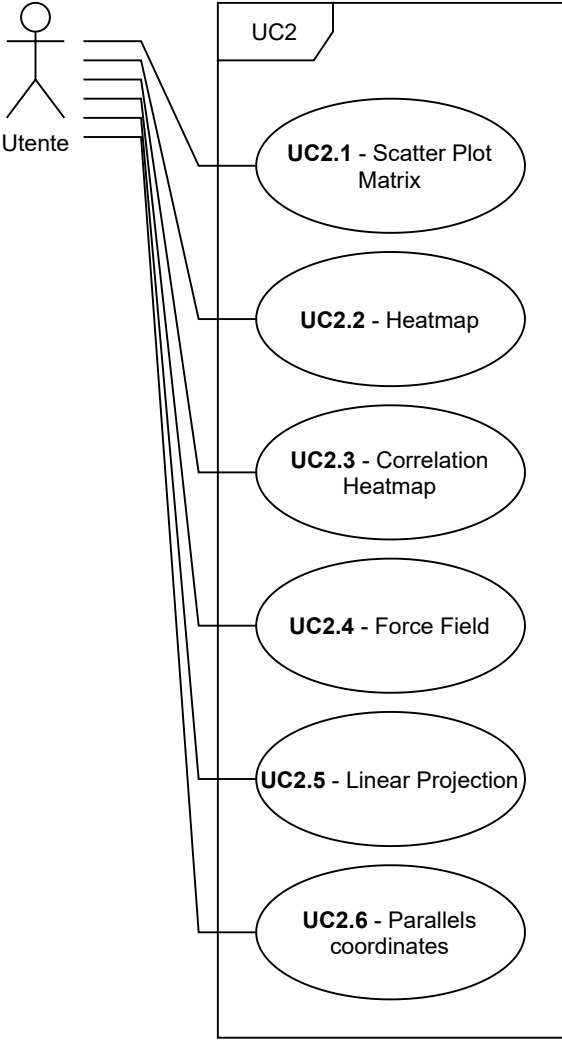 UC2
Utente
UC2.1 - Scatter Plot
Matrix
UC2.2 - Heatmap
UC2.3 - Correlation
Heatmap
UC2.4 - Force Field
UC2.5 - Linear Projection
UC2.6 - Parallels
coordinates